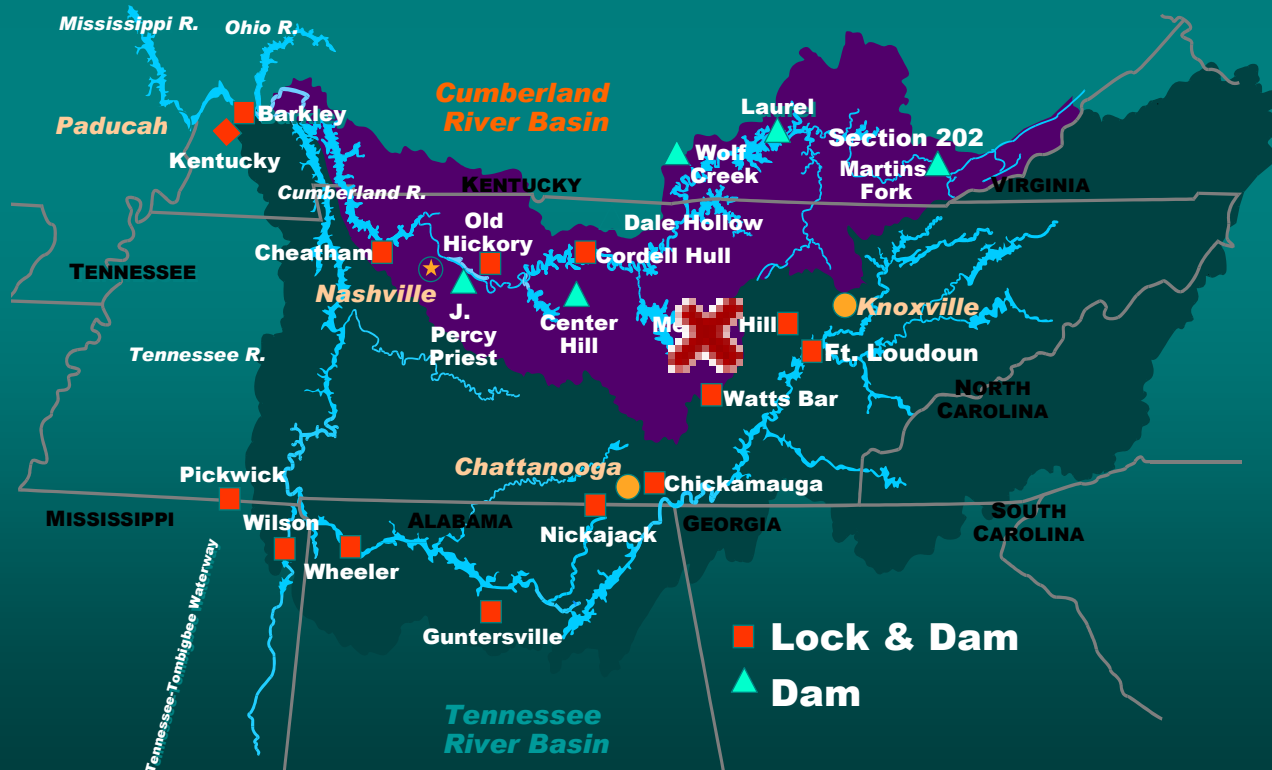 Mississippi R.
Ohio R.
Cumberland
River Basin
Paducah
Barkley
Kentucky
Laurel
Section 202
Wolf
Creek
Martins
Fork
KENTUCKY
VIRGINIA
Cumberland R.
Old
Hickory
Dale Hollow
Cheatham
Cordell Hull
TENNESSEE
Nashville
J.
Percy
Priest
Center
Hill
Hill
Knoxville
Tennessee R.
Ft. Loudoun
NORTH
CAROLINA
Watts Bar
Pickwick
Chattanooga
Chickamauga
MISSISSIPPI
Wilson
ALABAMA
Nickajack
GEORGIA
SOUTH
CAROLINA
Wheeler
Tennessee-Tombigbee Waterway
Guntersville
Lock & Dam
Dam
Tennessee
River Basin